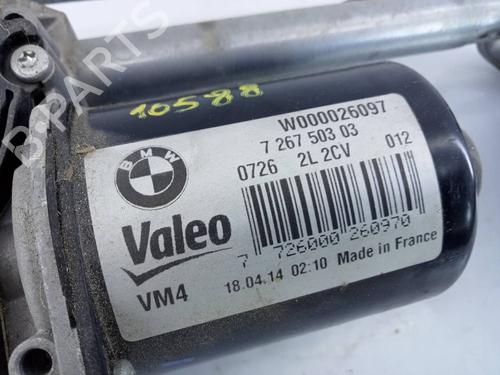 10588
W000026097
7 267 503 03
0726 2L 2CV 012
BMW
Valeo
7 726000 260970
VM4 18.04.14 02:10 Made in France